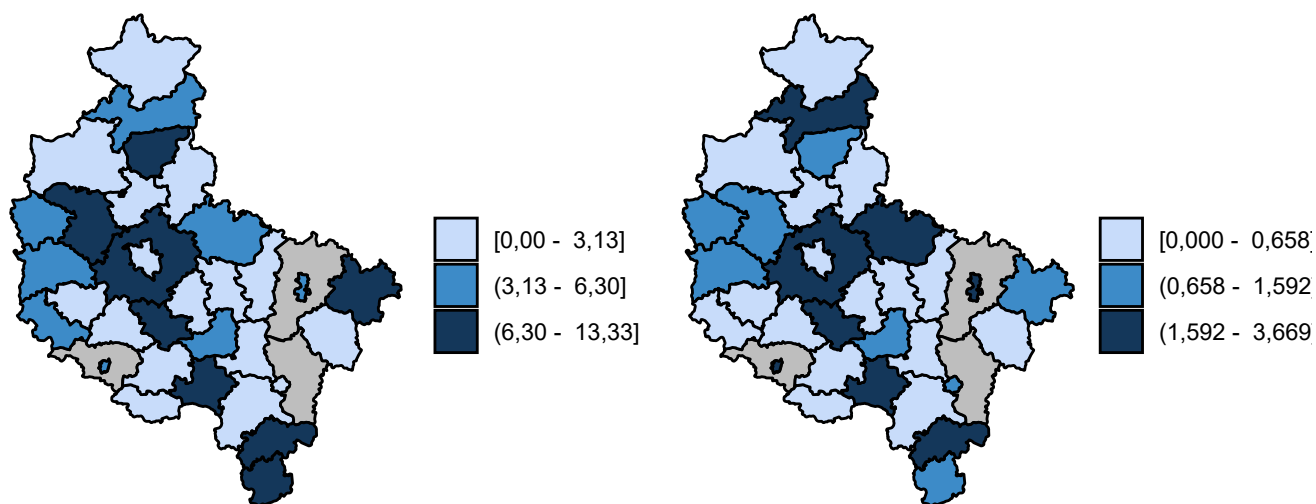 [0,00 - 3,13]
(3,13 - 6,30]
(6,30 - 13,33]
[0,000 - 0,658]
(0,658 - 1,592]
(1,592 - 3,669]